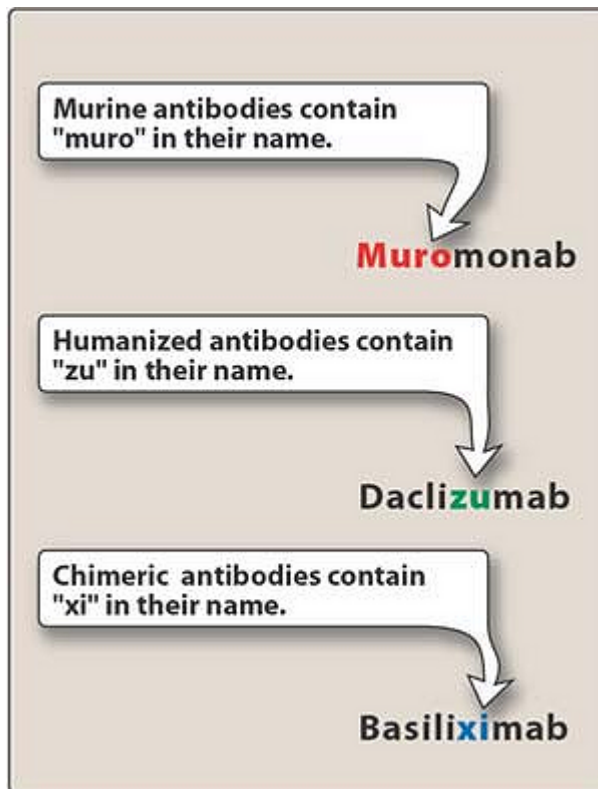 Murine antibodies contain
"muro" in their name.
Muromonab
Humanized antibodies contain
"zu" in their name.
Daclizumab
Chimeric antibodies contain
"xi" in their name.
Basiliximab